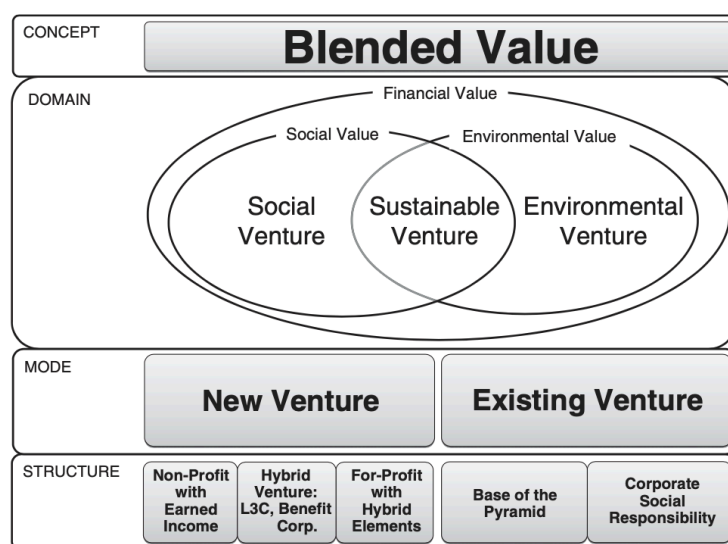 CONCEPT
Blended Value
DOMAIN
Financial Value
Social Value
Environmental Value
Social
Venture
Sustainable
Venture
Environmental
Venture
MODE
New Venture
Existing Venture
STRUCTURE
Non-Profit
with
Earned
Income
Hybrid
Venture:
L3C, Benefit
Corp.
For-Profit
with
Hybrid
Elements
Base of the
Pyramid
Corporate
Social
Responsibility